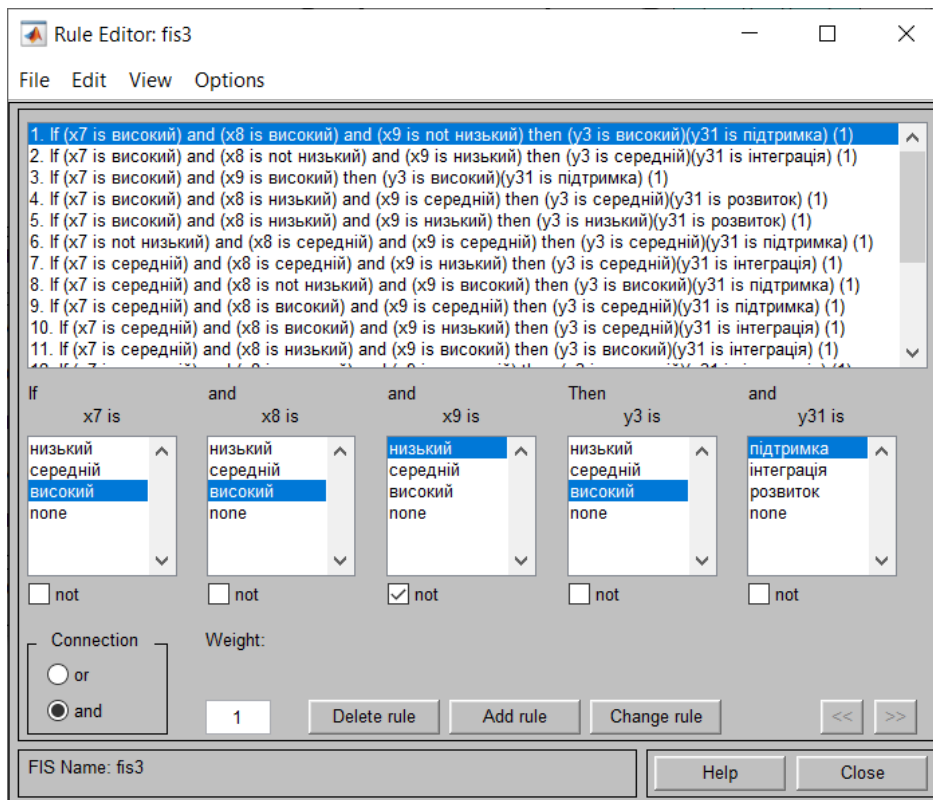 Rule Editor: fis3
File Edit View Options
1. If (x7 is високий) and (x8 is високий) and (x9 is not низький) then (y3 is високий)(y31 is підтримка) (1)
2. If (x7 is високий) and (x8 is not низький) and (x9 is низький) then (y3 is середній)(y31 is інтеграція) (1)
3. If (x7 is високий) and (x9 is високий) then (y3 is високий)(y31 is підтримка) (1)
4. If (x7 is високий) and (x8 is низький) and (x9 is середній) then (y3 is середній)(y31 is розвиток) (1)
5. If (x7 is високий) and (x8 is низький) and (x9 is низький) then (y3 is низький)(y31 is розвиток) (1)
6. If (x7 is not низький) and (x8 is середній) and (x9 is середній) then (y3 is середній)(y31 is підтримка) (1)
7. If (x7 is середній) and (x8 is середній) and (x9 is низький) then (y3 is середній)(y31 is інтеграція) (1)
8. If (x7 is середній) and (x8 is not низький) and (x9 is високий) then (y3 is високий)(y31 is підтримка) (1)
9. If (x7 is середній) and (x8 is високий) and (x9 is середній) then (y3 is середній)(y31 is підтримка) (1)
10. If (x7 is середній) and (x8 is високий) and (x9 is низький) then (y3 is середній)(y31 is інтеграція) (1)
11. If (x7 is середній) and (x8 is низький) and (x9 is високий) then (y3 is високий)(y31 is інтеграція) (1)
If and and Then and
x7 is x8 is x9 is y3 is y31 is
низький низький низький низький підтримка
середній середній середній середній інтеграція
високий високий високий високий розвиток
none none none none none
not not not not not
Connection Weight:
or
and 1 Delete rule Add rule Change rule << >>
FIS Name: fis3 Help Close